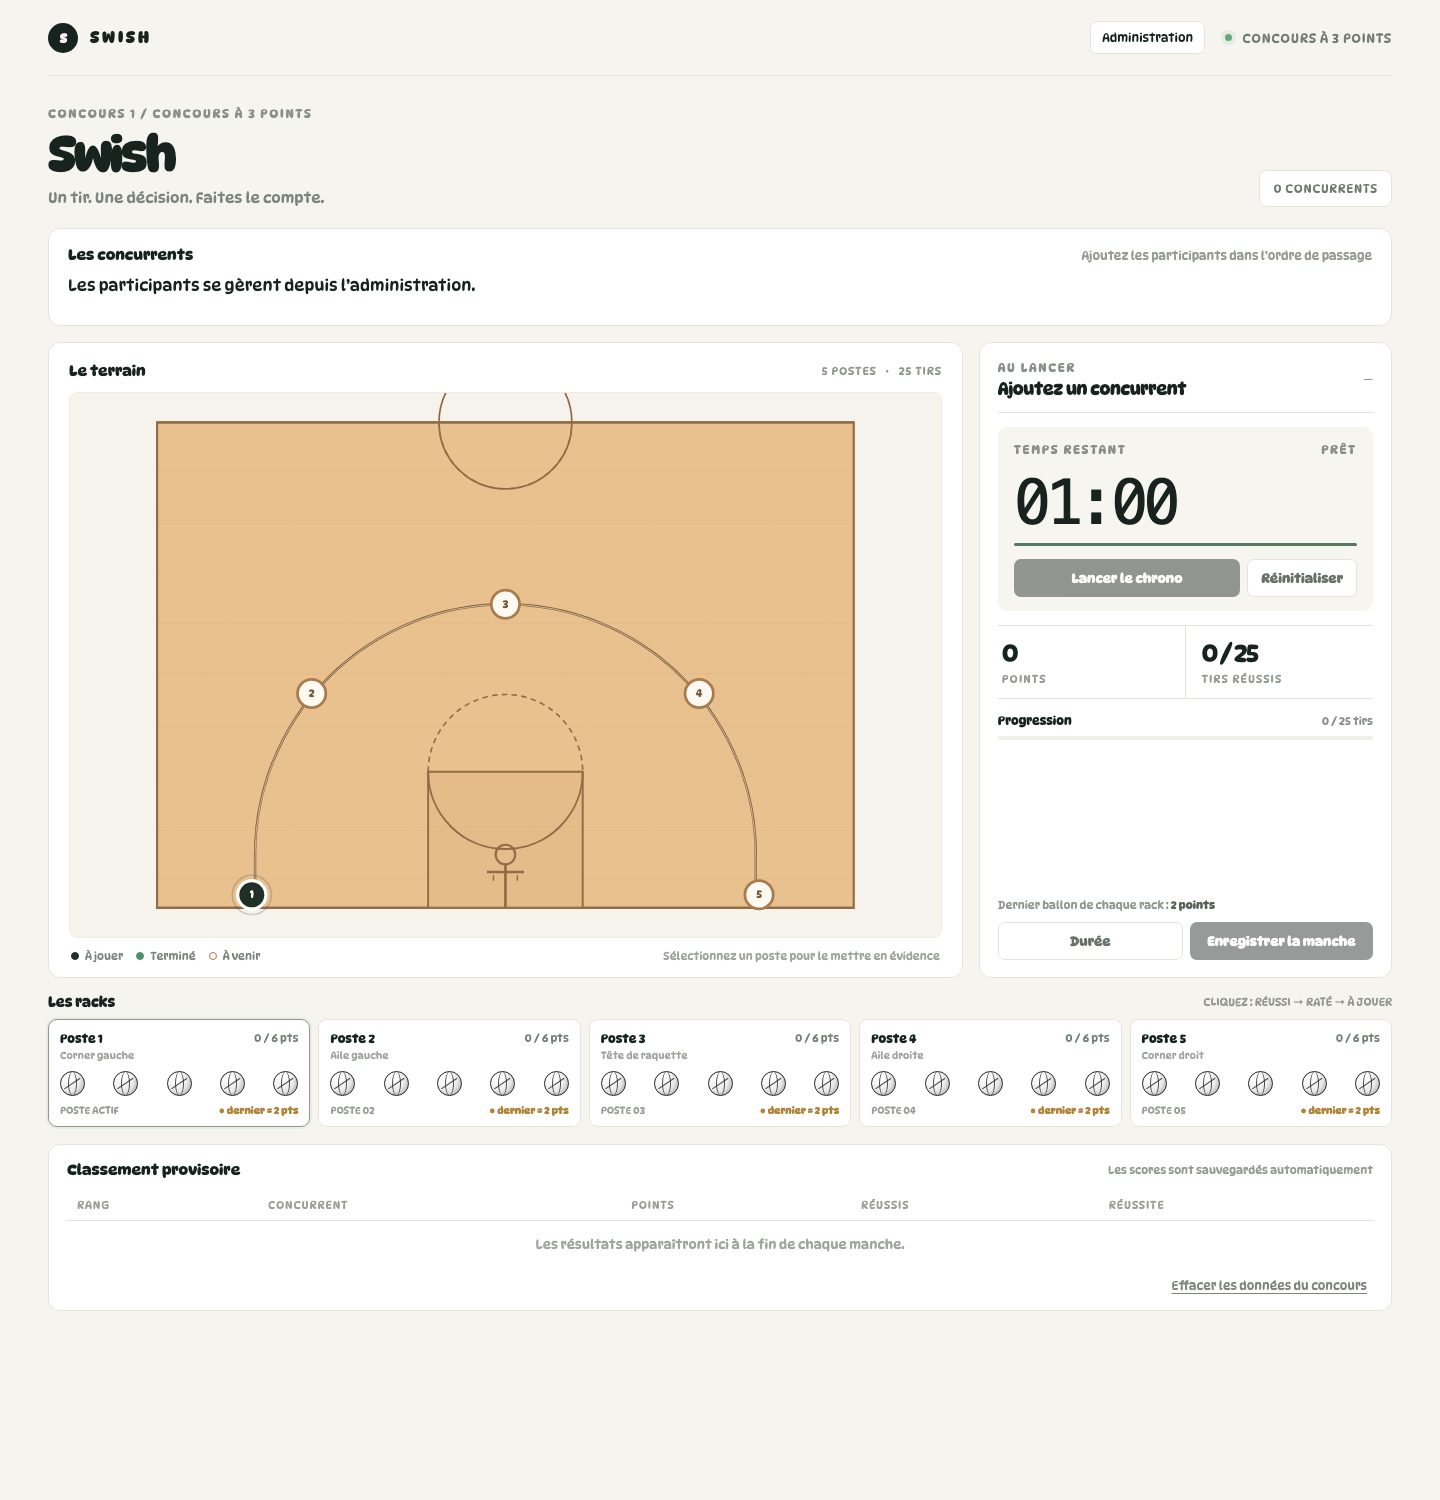 S SWISH
Administration
CONCOURS À 3 POINTS
CONCOURS 1 / CONCOURS À 3 POINTS
Swish
Un tir. Une décision. Faites le compte.
0 CONCURRENTS
Les concurrents
Ajoutez les participants dans l'ordre de passage
Les participants se gèrent depuis l'administration.
Le terrain
5 POSTES · 25 TIRS
3
2
4
1
5
À jouer
Terminé
À venir
Sélectionnez un poste pour le mettre en évidence
AU LANCER
Ajoutez un concurrent
—
TEMPS RESTANT
PRÊT
01:00
Lancer le chrono
Réinitialiser
0
POINTS
0/25
TIRS RÉUSSIS
Progression
0 / 25 tirs
Dernier ballon de chaque rack : 2 points
Durée
Enregistrer la manche
Les racks
CLIQUEZ : RÉUSSI → RATÉ → À JOUER
Poste 1
0 / 6 pts
Corner gauche
POSTE ACTIF
● dernier = 2 pts
Poste 2
0 / 6 pts
Aile gauche
POSTE 02
● dernier = 2 pts
Poste 3
0 / 6 pts
Tête de raquette
POSTE 03
● dernier = 2 pts
Poste 4
0 / 6 pts
Aile droite
POSTE 04
● dernier = 2 pts
Poste 5
0 / 6 pts
Corner droit
POSTE 05
● dernier = 2 pts
Classement provisoire
Les scores sont sauvegardés automatiquement
RANG CONCURRENT POINTS RÉUSSIS RÉUSSITE
Les résultats apparaîtront ici à la fin de chaque manche.
Effacer les données du concours